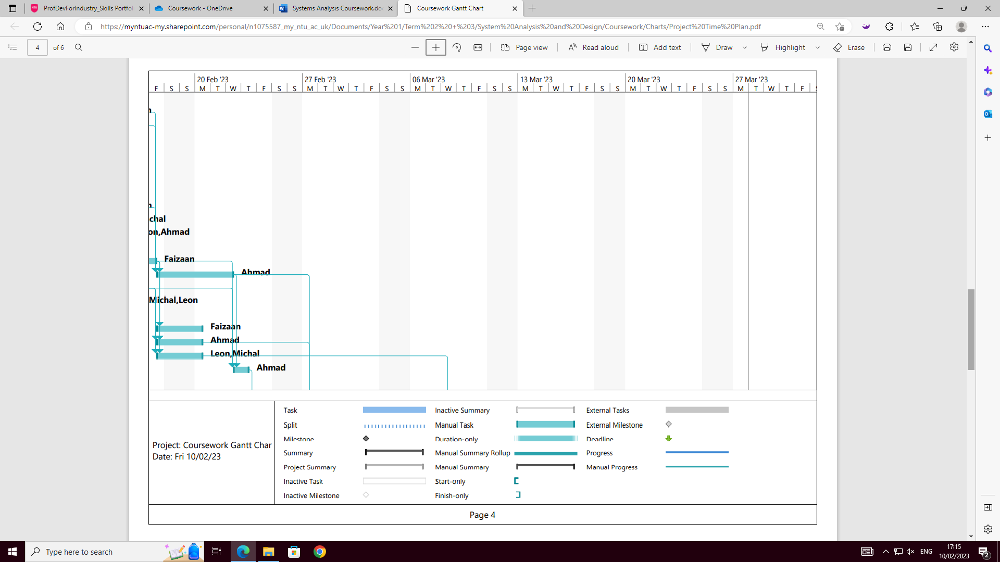 ProfDevForIndustry_Skills Portfol
Coursework - OneDrive
Systems Analysis Coursework.doc
Coursework Gantt Chart
https://myntuac-my.sharepoint.com/personal/n1075587_my_ntu_ac_uk/Documents/Year%201/Term%202%20+%203/System%20Analysis%20and%20Design/Coursework/Charts/Project%20Time%20Plan.pdf
4 of 6 Page view Read aloud Add text Draw Highlight Erase
20 Feb '23 27 Feb '23 06 Mar '23 13 Mar '23 20 Mar '23 27 Mar '23
F S S M T W T F S S M T W T F S S M T W T F S S M T W T F S S M T W T F S S M T W T F S
n
n
chal
on,Ahmad
Faizaan
Ahmad
Michal,Leon
Faizaan
Ahmad
Leon,Michal
Ahmad
Project: Coursework Gantt Char
Date: Fri 10/02/23
Task
Split
Milestone
Summary
Project Summary
Inactive Task
Inactive Milestone
Inactive Summary
Manual Task
Duration-only
Manual Summary Rollup
Manual Summary
Start-only
Finish-only
External Tasks
External Milestone
Deadline
Progress
Manual Progress
Page 4
Type here to search
ENG
17:15
10/02/2023
2